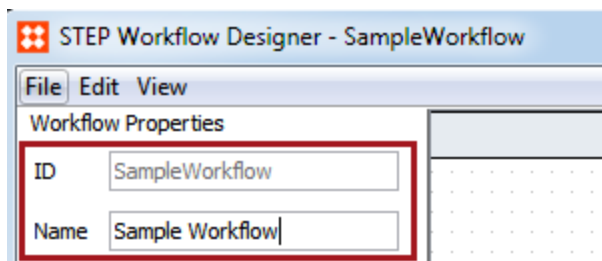 STEP Workflow Designer - SampleWorkflow
File Edit View
Workflow Properties
ID SampleWorkflow
Name Sample Workflow